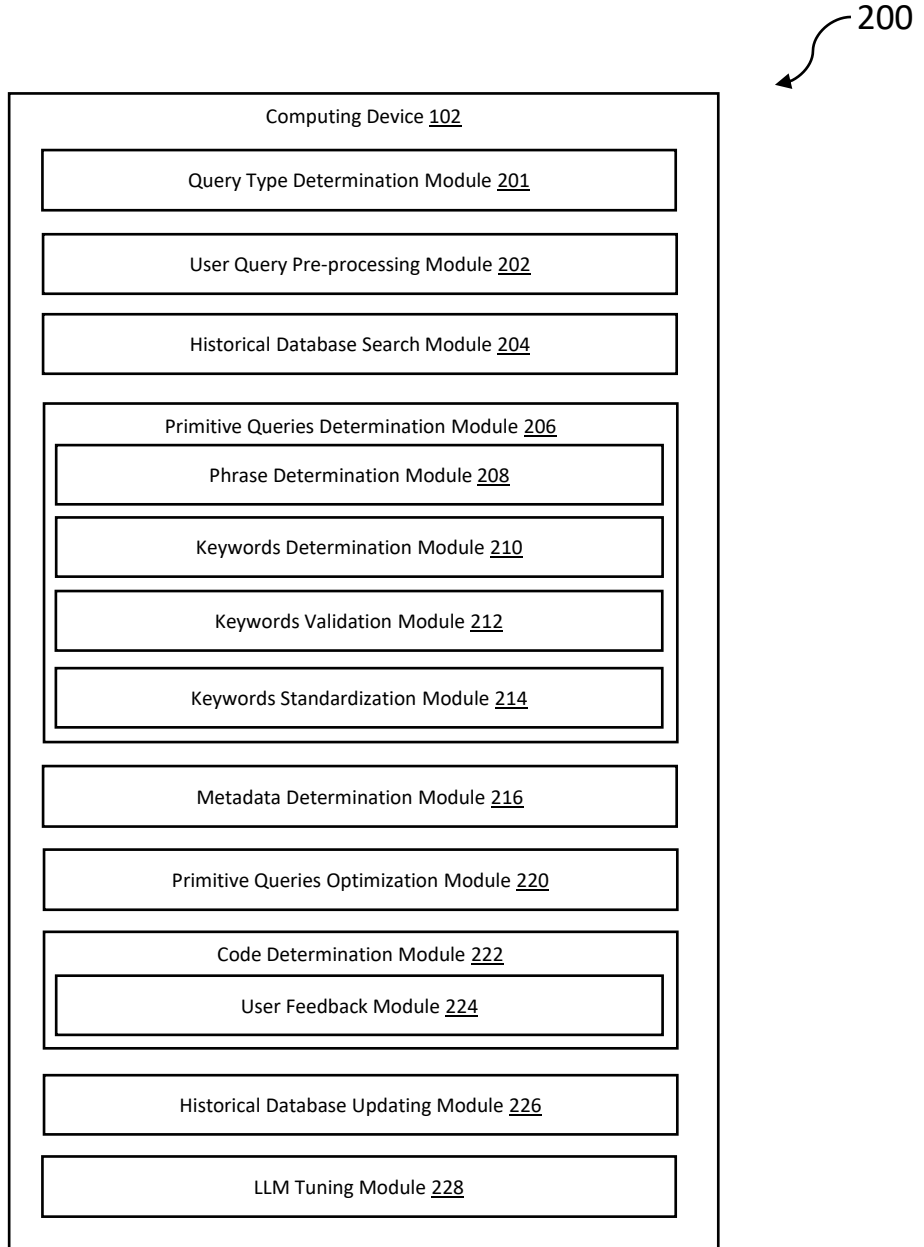 200
Computing Device 102
Query Type Determination Module 201
User Query Pre-processing Module 202
Historical Database Search Module 204
Primitive Queries Determination Module 206
Phrase Determination Module 208
Keywords Determination Module 210
Keywords Validation Module 212
Keywords Standardization Module 214
Metadata Determination Module 216
Primitive Queries Optimization Module 220
Code Determination Module 222
User Feedback Module 224
Historical Database Updating Module 226
LLM Tuning Module 228